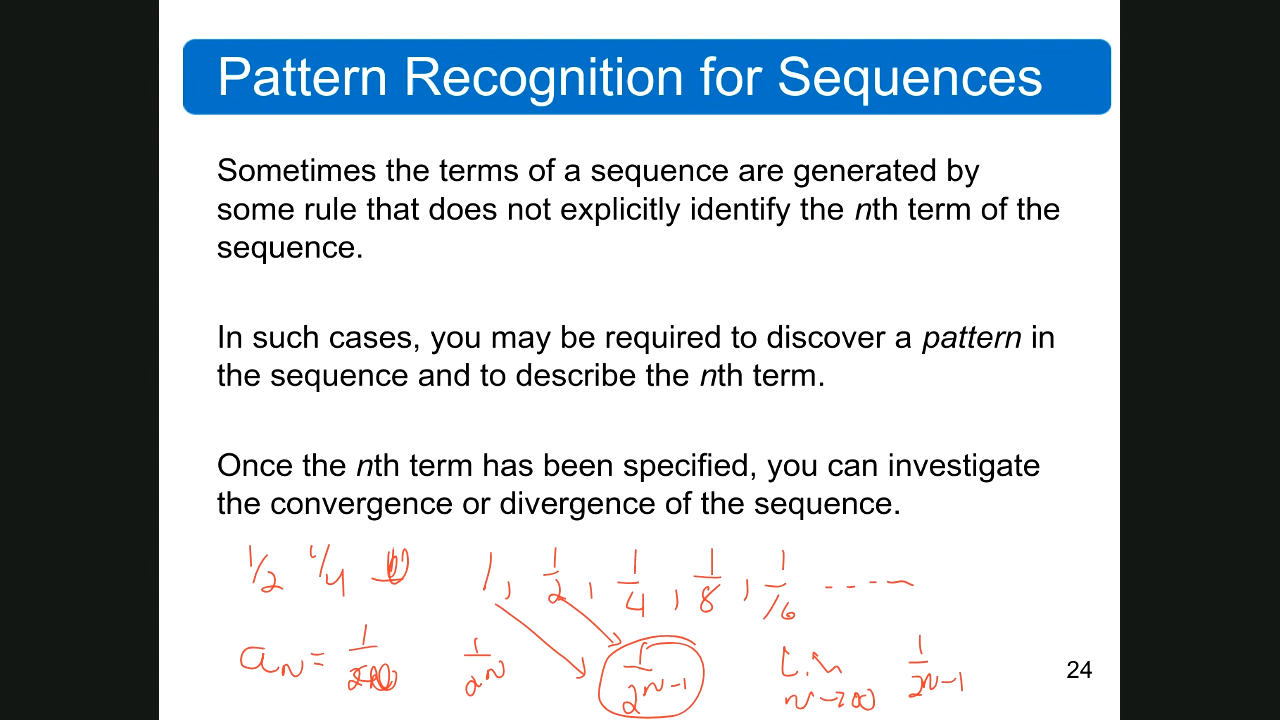 Pattern Recognition for Sequences
Sometimes the terms of a sequence are generated by
some rule that does not explicitly identify the nth term of the
sequence.
In such cases, you may be required to discover a pattern in
the sequence and to describe the nth term.
Once the nth term has been specified, you can investigate
the convergence or divergence of the sequence.
1/2 1/4 1, 1/2, 1/4, 1/8, 1/16 -----
aₙ = 1/ 1/2ⁿ 1/2ⁿ⁻¹ Lim n→∞ 1/2ⁿ⁻¹
24